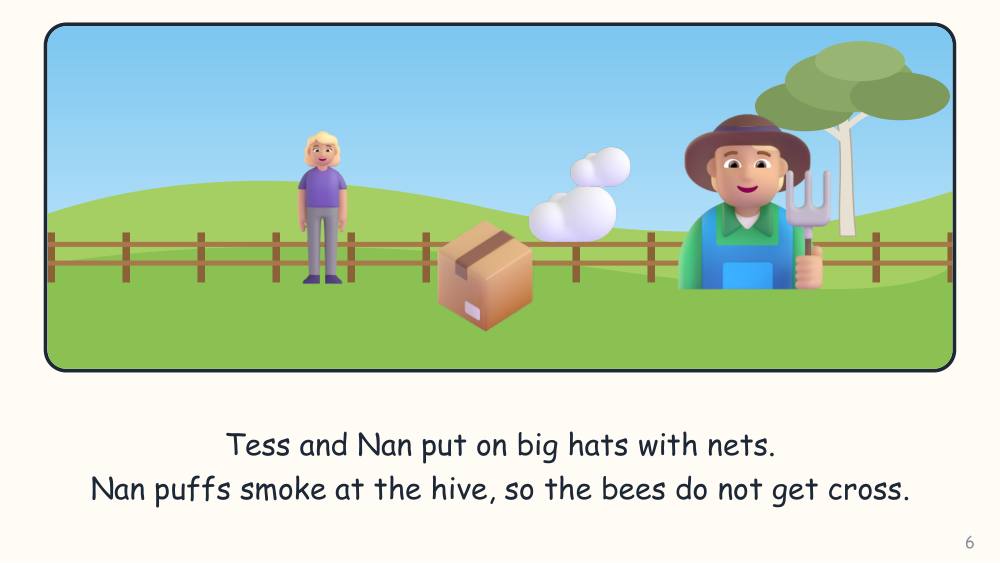 Tess and Nan put on big hats with nets.
Nan puffs smoke at the hive, so the bees do not get cross.
6